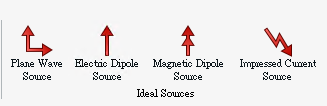 Plane Wave Electric Dipole Magnetic Dipole Impressed Current
Source Source Source Source
Ideal Sources